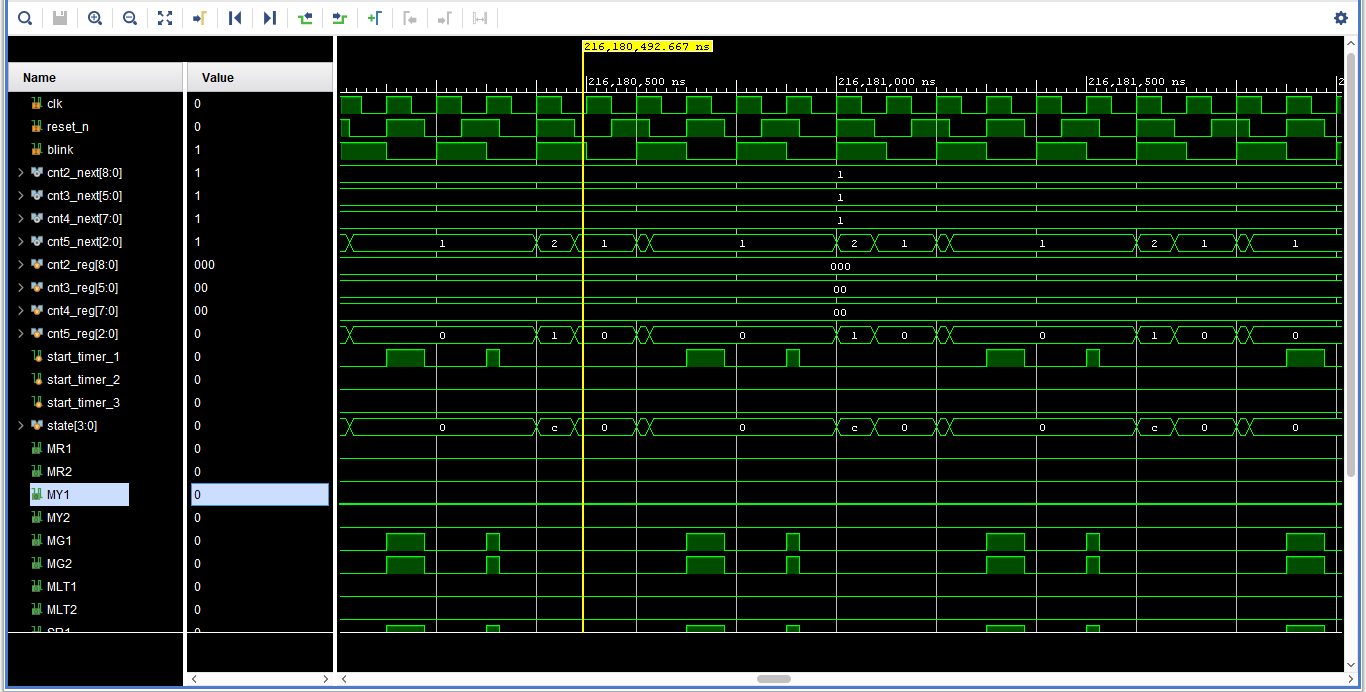 216,180,492.667 ns
Name Value
216,180,500 ns 216,181,000 ns 216,181,500 ns 2
clk 0
reset_n 0
blink 1
cnt2_next[8:0] 1 1
cnt3_next[5:0] 1 1
cnt4_next[7:0] 1 1
cnt5_next[2:0] 1 1 2 1 1 2 1 1 2 1 1
cnt2_reg[8:0] 000 000
cnt3_reg[5:0] 00 00
cnt4_reg[7:0] 00 00
cnt5_reg[2:0] 0 0 1 0 0 1 0 0 1 0 0
start_timer_1 0
start_timer_2 0
start_timer_3 0
state[3:0] 0 0 c 0 0 c 0 0 c 0 0
MR1 0
MR2 0
MY1 0
MY2 0
MG1 0
MG2 0
MLT1 0
MLT2 0
SR1 0